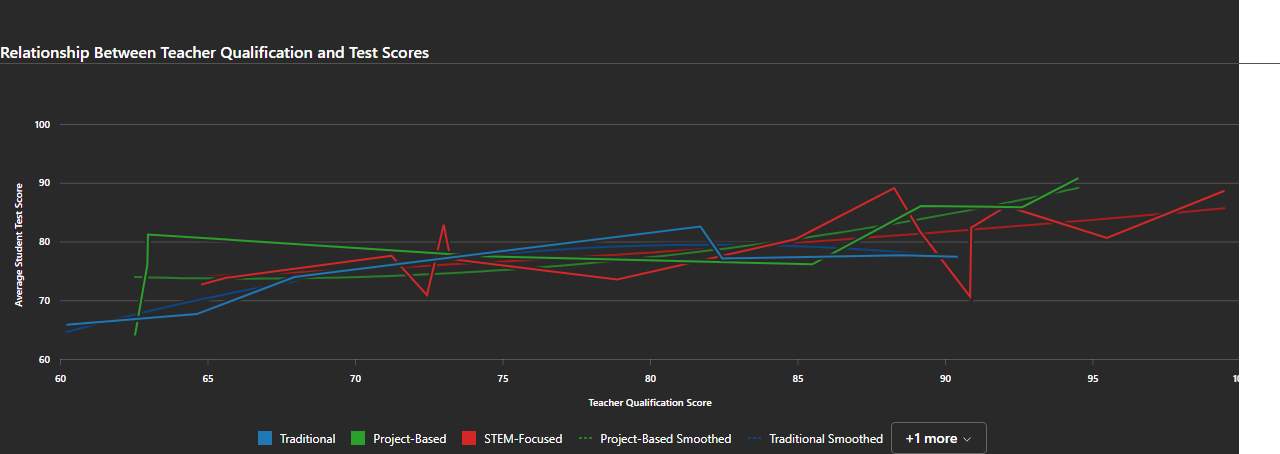 Relationship Between Teacher Qualification and Test Scores
100
90
80
70
60
Average Student Test Score
60 65 70 75 80 85 90 95
Teacher Qualification Score
Traditional Project-Based STEM-Focused Project-Based Smoothed Traditional Smoothed +1 more